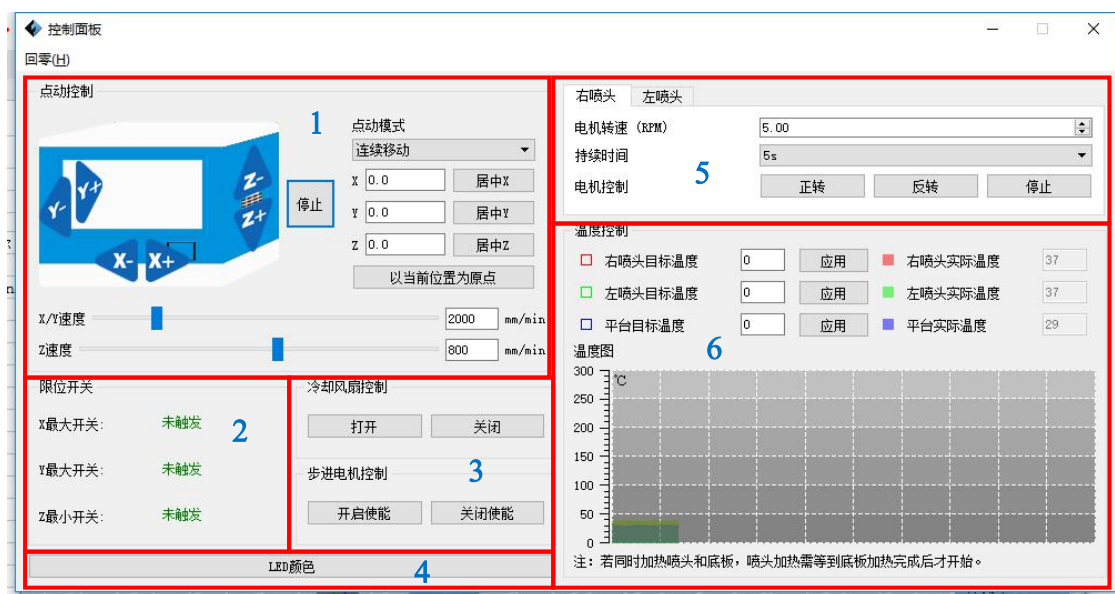 控制面板
回零(H)
点动控制
1
点动模式
连续移动
Y- Y+
Z-
Z+
X- X+
停止
X 0.0 居中X
Y 0.0 居中Y
Z 0.0 居中Z
以当前位置为原点
X/Y速度 2000 mm/min
Z速度 800 mm/min
限位开关
X最大开关: 未触发
2
Y最大开关: 未触发
Z最小开关: 未触发
冷却风扇控制
打开 关闭
步进电机控制
3
开启使能 关闭使能
LED颜色
4
右喷头 左喷头
电机转速 (RPM) 5.00
持续时间 5s
5
电机控制 正转 反转 停止
温度控制
右喷头目标温度 0 应用 右喷头实际温度 37
左喷头目标温度 0 应用 左喷头实际温度 37
平台目标温度 0 应用 平台实际温度 29
6
温度图
300
℃
250
200
150
100
50
0
注: 若同时加热喷头和底板，喷头加热需等到底板加热完成后才开始。